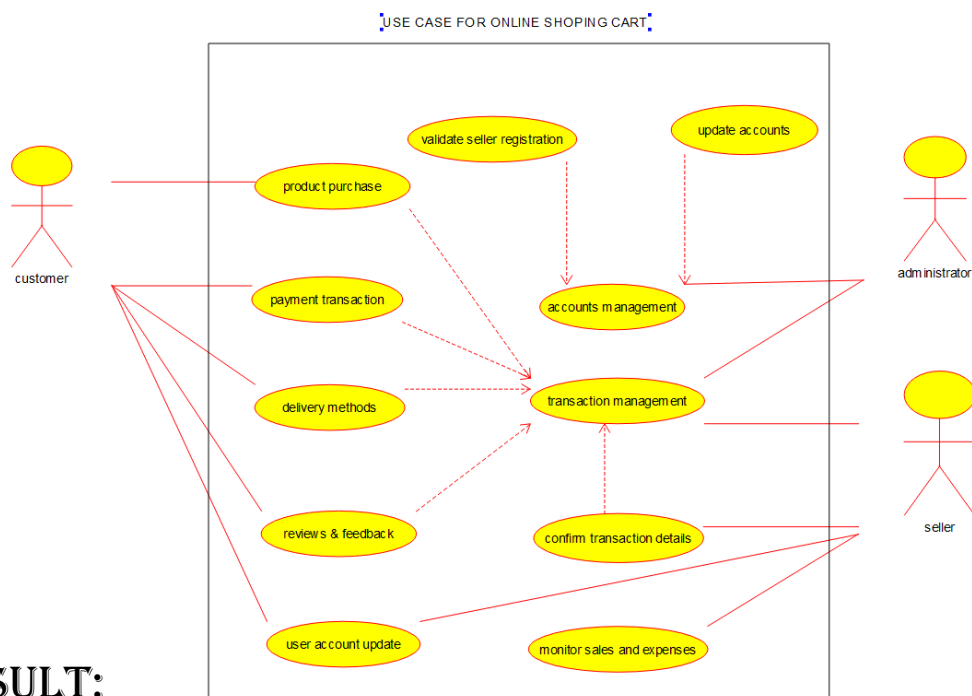 USE CASE FOR ONLINE SHOPING CART
validate seller registration
update accounts
product purchase
customer
administrator
payment transaction
accounts management
delivery methods
transaction management
reviews & feedback
confirm transaction details
seller
user account update
monitor sales and expenses
SULT: